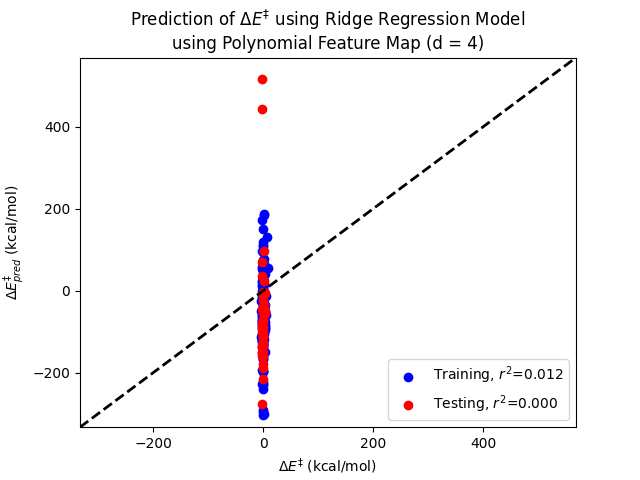 Prediction of ΔE‡ using Ridge Regression Model
using Polynomial Feature Map (d = 4)
ΔE‡pred (kcal/mol)
400
200
0
−200
Training, r²=0.012
Testing, r²=0.000
−200
0
200
400
ΔE‡ (kcal/mol)